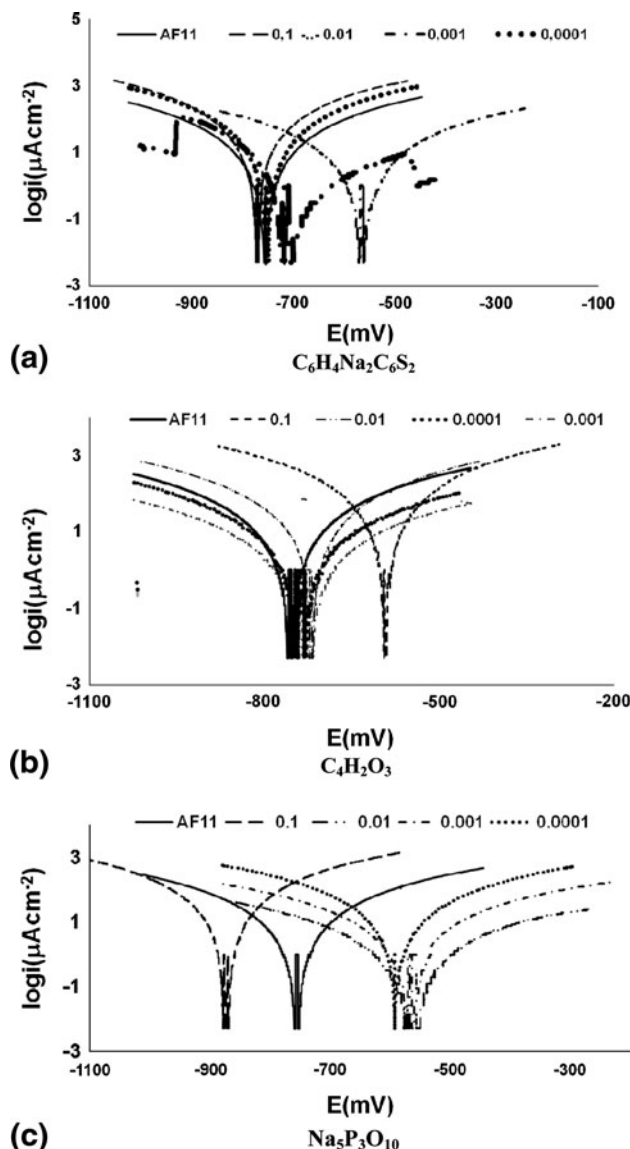 AF11 0,1 0.01 0,001 0,0001
5
3
1
-1
-3
logi(µAcm-2)
-1100 -900 -700 -500 -300 -100
E(mV)
(a)
C6H4Na2C6S2
AF11 0.1 0.01 0.0001 0.001
3
1
-1
-3
logi(µAcm-2)
-1100 -800 -500 -200
E(mV)
(b)
C4H2O3
AF11 0.1 0.01 0.001 0.0001
3
1
-1
-3
logi(µAcm-2)
-1100 -900 -700 -500 -300
E(mV)
(c)
Na5P3O10